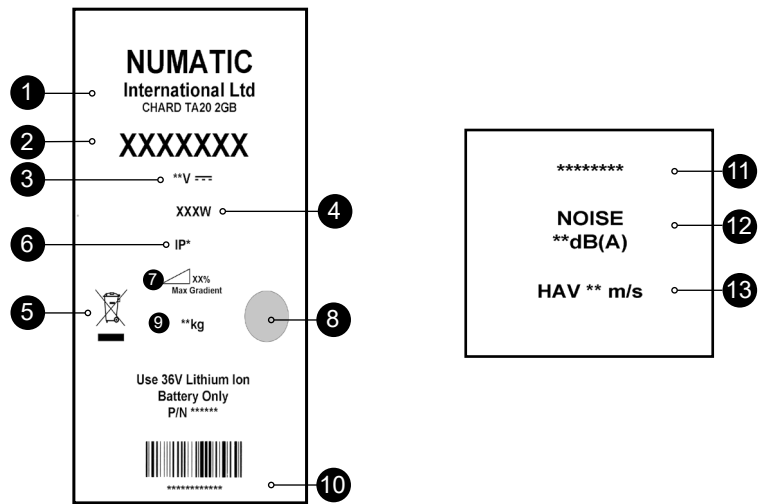 NUMATIC
International Ltd
1
CHARD TA20 2GB
2
XXXXXXX
3
**V
XXXW
4
6
IP*
7
XX%
Max Gradient
5
9
**kg
8
Use 36V Lithium Ion
Battery Only
P/N ******
************
10
********
11
NOISE
12
**dB(A)
HAV ** m/s
13